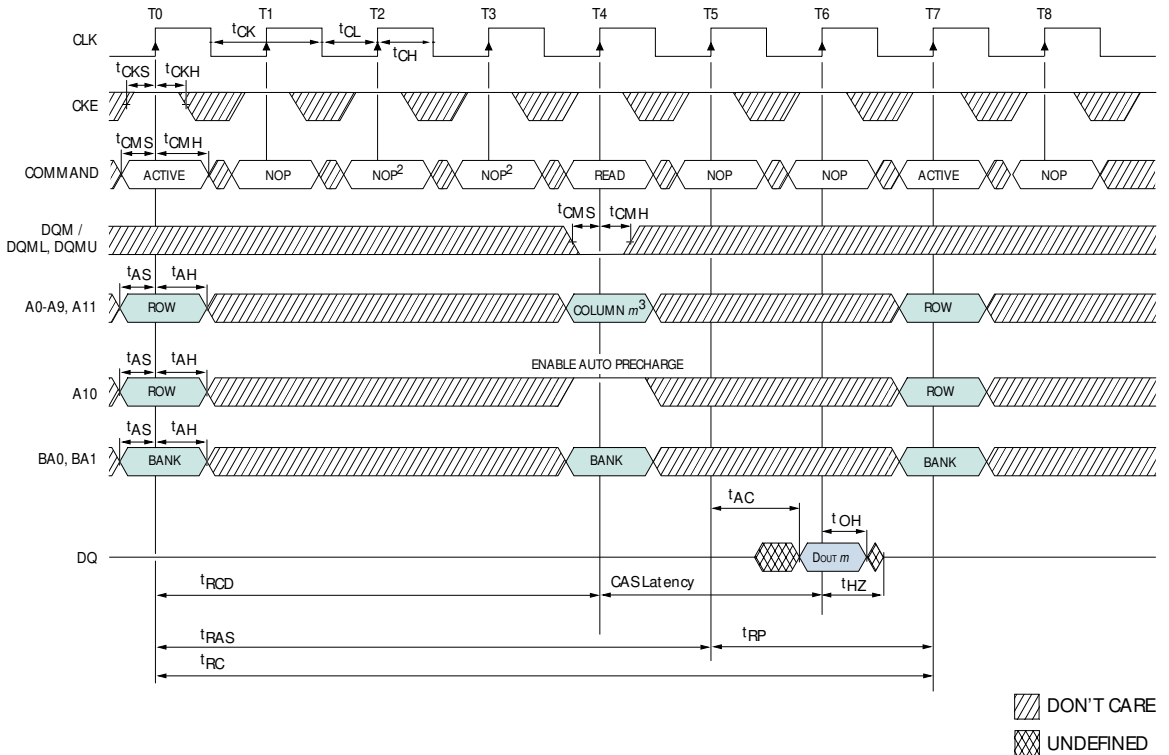 T0 T1 T2 T3 T4 T5 T6 T7 T8
CLK
tCK tCL
tCH
tCKS tCKH
CKE
tCMS tCMH
COMMAND
ACTIVE NOP NOP2 NOP2 READ NOP NOP ACTIVE NOP
tCMS tCMH
DQM /
DQML, DQMU
tAS tAH
A0-A9, A11
ROW COLUMN m3 ROW
ENABLE AUTO PRECHARGE
tAS tAH
A10
ROW ROW
tAS tAH
BA0, BA1
BANK BANK BANK
tAC
tOH
DQ
DOUT m
tRCD CAS Latency tHZ
tRAS tRP
tRC
DON'T CARE
UNDEFINED